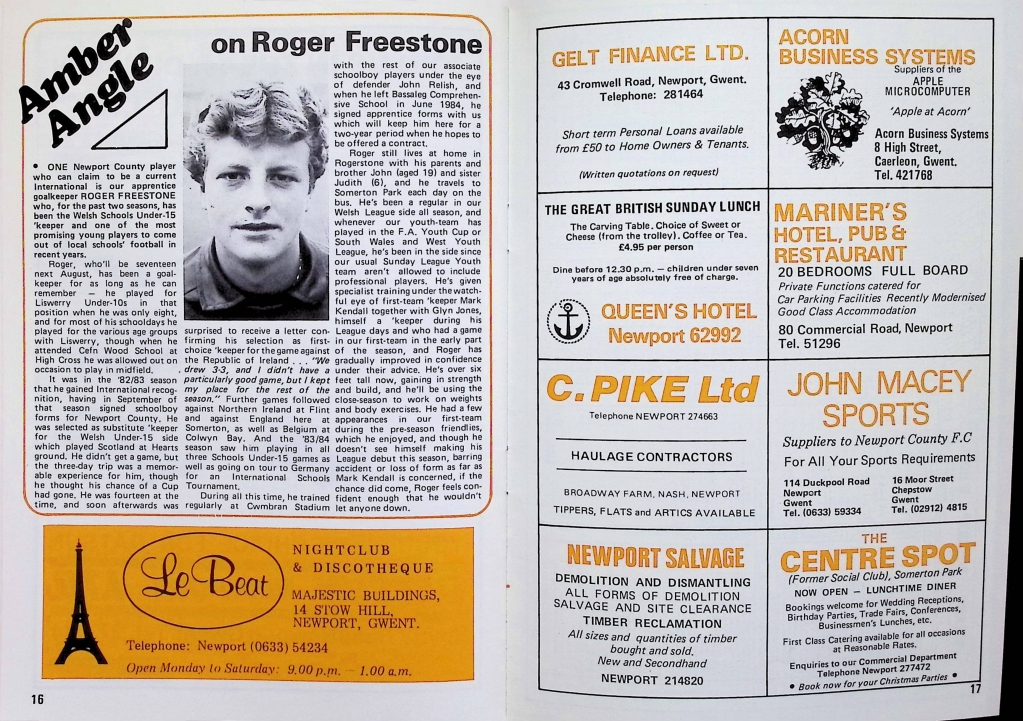 Amber
Angle
on Roger Freestone
• ONE Newport County player
who can claim to be a current
International is our apprentice
goalkeeper ROGER FREESTONE
who, for the past two seasons, has
been the Welsh Schools Under-15
'keeper and one of the most
promising young players to come
out of local schools' football in
recent years.
Roger, who'll be seventeen
next August, has been a goal-
keeper for as long as he can
remember — he played for
Liswerry Under-10s in that
position when he was only eight,
and for most of his schooldays he
played for the various age groups
with Liswerry, though when he
attended Cefn Wood School at
High Cross he was allowed out on
occasion to play in midfield.
It was in the '82/83 season
that he gained International recog-
nition, having in September of
that season signed schoolboy
forms for Newport County. He
was selected as substitute 'keeper
for the Welsh Under-15 side
which played Scotland at Hearts
ground. He didn't get a game, but
the three-day trip was a memor-
able experience for him, though
he thought his chance of a Cup
had gone. He was fourteen at the
time, and soon afterwards was
surprised to receive a letter con-
firming his selection as first-
choice 'keeper for the game against
the Republic of Ireland . . . "We
drew 3-3, and I didn't have a
particularly good game, but I kept
my place for the rest of the
season." Further games followed
against Northern Ireland at Flint
and against England here at
Somerton, as well as Belgium at
Colwyn Bay. And the '83/84
season saw him playing in all
three Schools Under-15 games as
well as going on tour to Germany
for an International Schools
Tournament.
During all this time, he trained
regularly at Cwmbran Stadium
with the rest of our associate
schoolboy players under the eye
of defender John Relish, and
when he left Bassaleg Comprehen-
sive School in June 1984, he
signed apprentice forms with us
which will keep him here for a
two-year period when he hopes to
be offered a contract.
Roger still lives at home in
Rogerstone with his parents and
brother John (aged 19) and sister
Judith (6), and he travels to
Somerton Park each day on the
bus. He's been a regular in our
Welsh League side all season, and
whenever our youth-team has
played in the F.A. Youth Cup or
South Wales and West Youth
League, he's been in the side since
our usual Sunday League Youth
team aren't allowed to include
professional players. He's given
specialist training under the watch-
ful eye of first-team 'keeper Mark
Kendall together with Glyn Jones,
himself a 'keeper during his
League days and who had a game
in our first-team in the early part
of the season, and Roger has
gradually improved in confidence
under their advice. He's over six
feet tall now, gaining in strength
and build, and he'll be using the
close-season to work on weights
and body exercises. He had a few
appearances in our first-team
during the pre-season friendlies,
which he enjoyed, and though he
doesn't see himself making his
League debut this season, barring
accident or loss of form as far as
Mark Kendall is concerned, if the
chance did come, Roger feels con-
fident enough that he wouldn't
let anyone down.
Le Beat
NIGHTCLUB
& DISCOTHEQUE
MAJESTIC BUILDINGS,
14 STOW HILL,
NEWPORT, GWENT.
Telephone: Newport (0633) 54234
Open Monday to Saturday: 9.00 p.m. — 1.00 a.m.
16
GELT FINANCE LTD.
43 Cromwell Road, Newport, Gwent.
Telephone: 281464
Short term Personal Loans available
from £50 to Home Owners & Tenants.
(Written quotations on request)
ACORN
BUSINESS SYSTEMS
Suppliers of the
APPLE
MICROCOMPUTER
'Apple at Acorn'
Acorn Business Systems
8 High Street,
Caerleon, Gwent.
Tel. 421768
THE GREAT BRITISH SUNDAY LUNCH
The Carving Table. Choice of Sweet or
Cheese (from the trolley). Coffee or Tea.
£4.95 per person
Dine before 12.30 p.m. — children under seven
years of age absolutely free of charge.
QUEEN'S HOTEL
Newport 62992
MARINER'S
HOTEL, PUB &
RESTAURANT
20 BEDROOMS FULL BOARD
Private Functions catered for
Car Parking Facilities Recently Modernised
Good Class Accommodation
80 Commercial Road, Newport
Tel. 51296
C. PIKE Ltd
Telephone NEWPORT 274663
HAULAGE CONTRACTORS
BROADWAY FARM, NASH, NEWPORT
TIPPERS, FLATS and ARTICS AVAILABLE
JOHN MACEY
SPORTS
Suppliers to Newport County F.C
For All Your Sports Requirements
114 Duckpool Road
Newport
Gwent
Tel. (0633) 59334
16 Moor Street
Chepstow
Gwent
Tel. (02912) 4815
NEWPORT SALVAGE
DEMOLITION AND DISMANTLING
ALL FORMS OF DEMOLITION
SALVAGE AND SITE CLEARANCE
TIMBER RECLAMATION
All sizes and quantities of timber
bought and sold.
New and Secondhand
NEWPORT 214820
THE
CENTRE SPOT
(Former Social Club), Somerton Park
NOW OPEN – LUNCHTIME DINER
Bookings welcome for Wedding Receptions,
Birthday Parties, Trade Fairs, Conferences,
Businessmen's Lunches, etc.
First Class Catering available for all occasions
at Reasonable Rates.
Enquiries to our Commercial Department
Telephone Newport 277472
• Book now for your Christmas Parties •
17